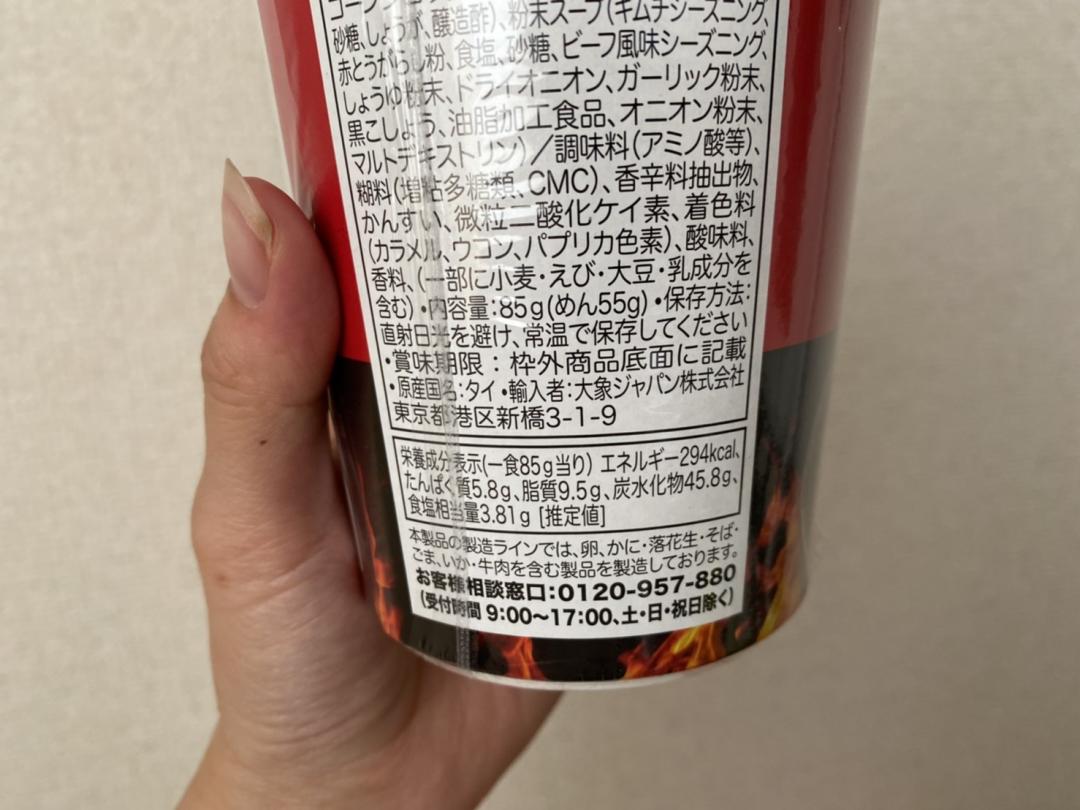 砂糖、しょうが、醸造酢)、粉末スープ(キムチシーズニング、
赤とうがらし粉、食塩、砂糖、ビーフ風味シーズニング、
しょうゆ粉末、ドライオニオン、ガーリック粉末、
黒こしょう、油脂加工食品、オニオン粉末、
マルトデキストリン)/調味料(アミノ酸等)、
糊料(増粘多糖類、CMC)、香辛料抽出物、
かんすい、微粒二酸化ケイ素、着色料
(カラメル、ウコン、パプリカ色素)、酸味料、
香料、(一部に小麦・えび・大豆・乳成分を
含む)・内容量:85g(めん55g)・保存方法:
直射日光を避け、常温で保存してください
・賞味期限:枠外商品底面に記載
・原産国名:タイ・輸入者:大象ジャパン株式会社
東京都港区新橋3-1-9
栄養成分表示(一食85g当り) エネルギー294kcal、
たんぱく質5.8g、脂質9.5g、炭水化物45.8g、
食塩相当量3.81g [推定値]
本製品の製造ラインでは、卵、かに・落花生・そば・
ごま、いか・牛肉を含む製品を製造しております。
お客様相談窓口:0120-957-880
(受付時間 9:00〜17:00、土・日・祝日除く)